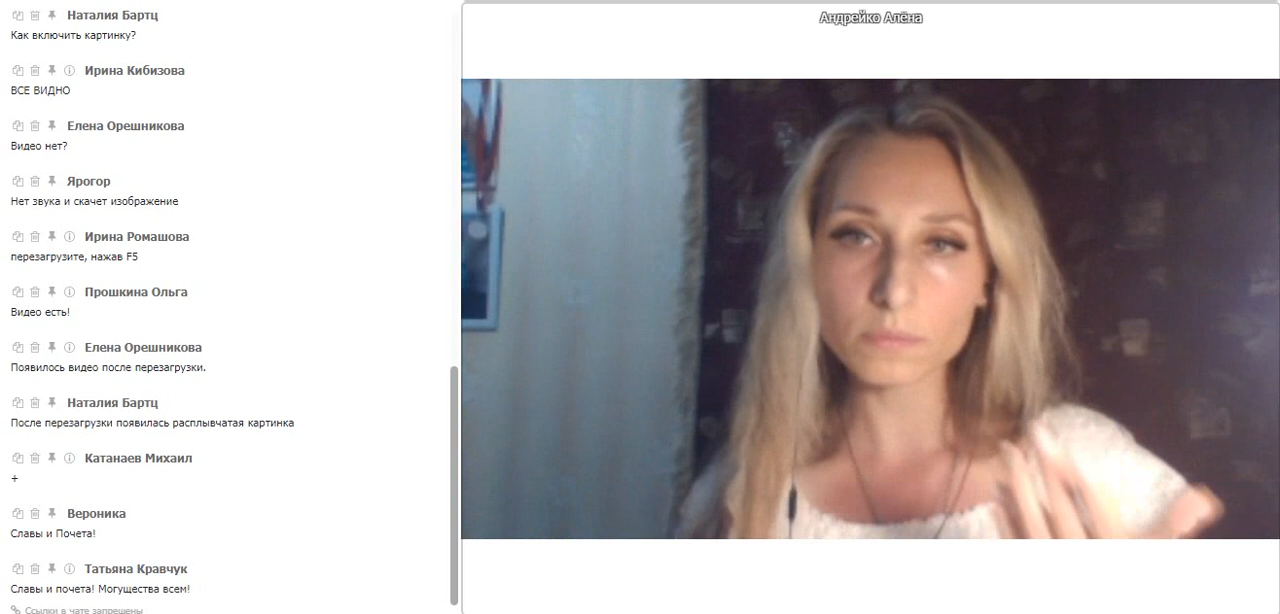 Наталия Бартц
Как включить картинку?
Ирина Кибизова
ВСЕ ВИДНО
Елена Орешникова
Видео нет?
Ярогор
Нет звука и скачет изображение
Ирина Ромашова
перезагрузите, нажав F5
Прошкина Ольга
Видео есть!
Елена Орешникова
Появилось видео после перезагрузки.
Наталия Бартц
После перезагрузки появилась расплывчатая картинка
Катанаев Михаил
+
Вероника
Славы и Почета!
Татьяна Кравчук
Славы и почета! Могущества всем!
Ссылки в чате запрещены
Андрейко Алёна